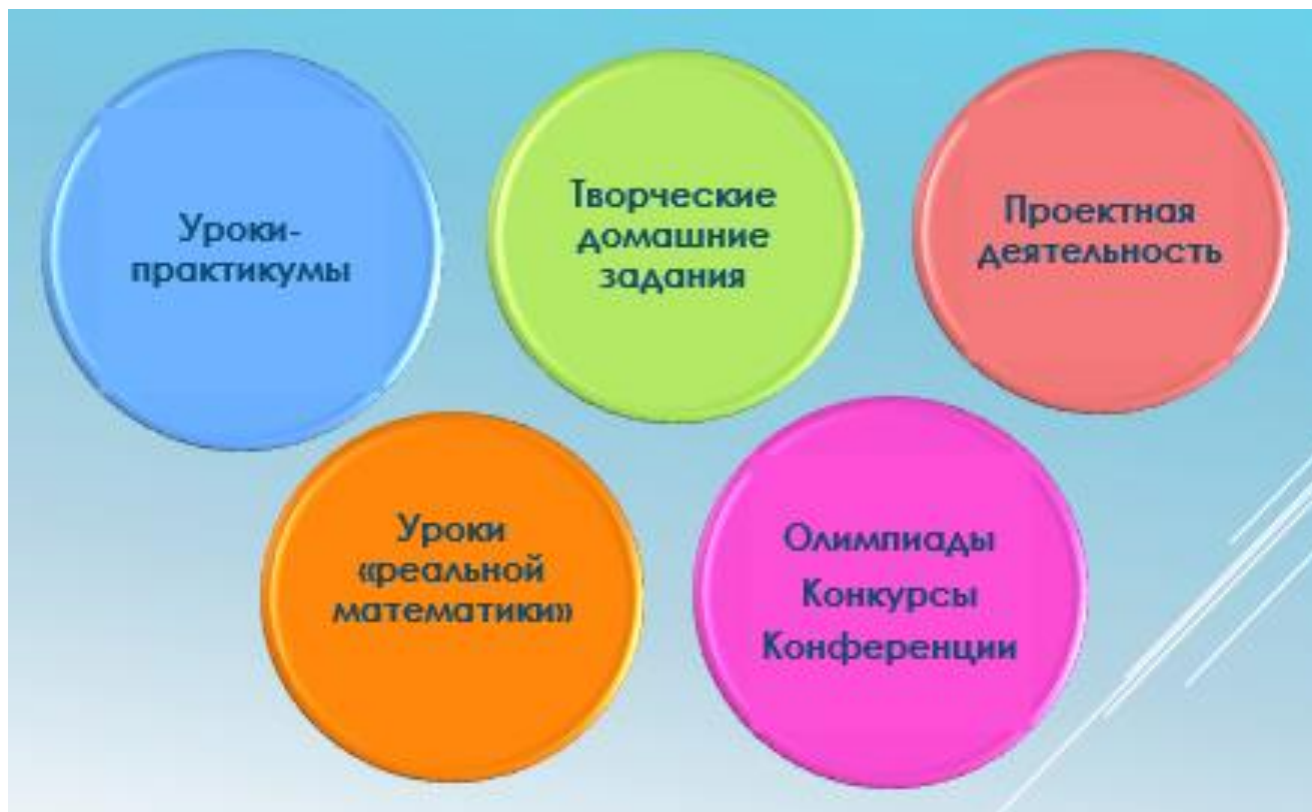 Уроки-
практикумы
Творческие
домашние
задания
Проектная
деятельность
Уроки
«реальной
математики»
Олимпиады
Конкурсы
Конференции